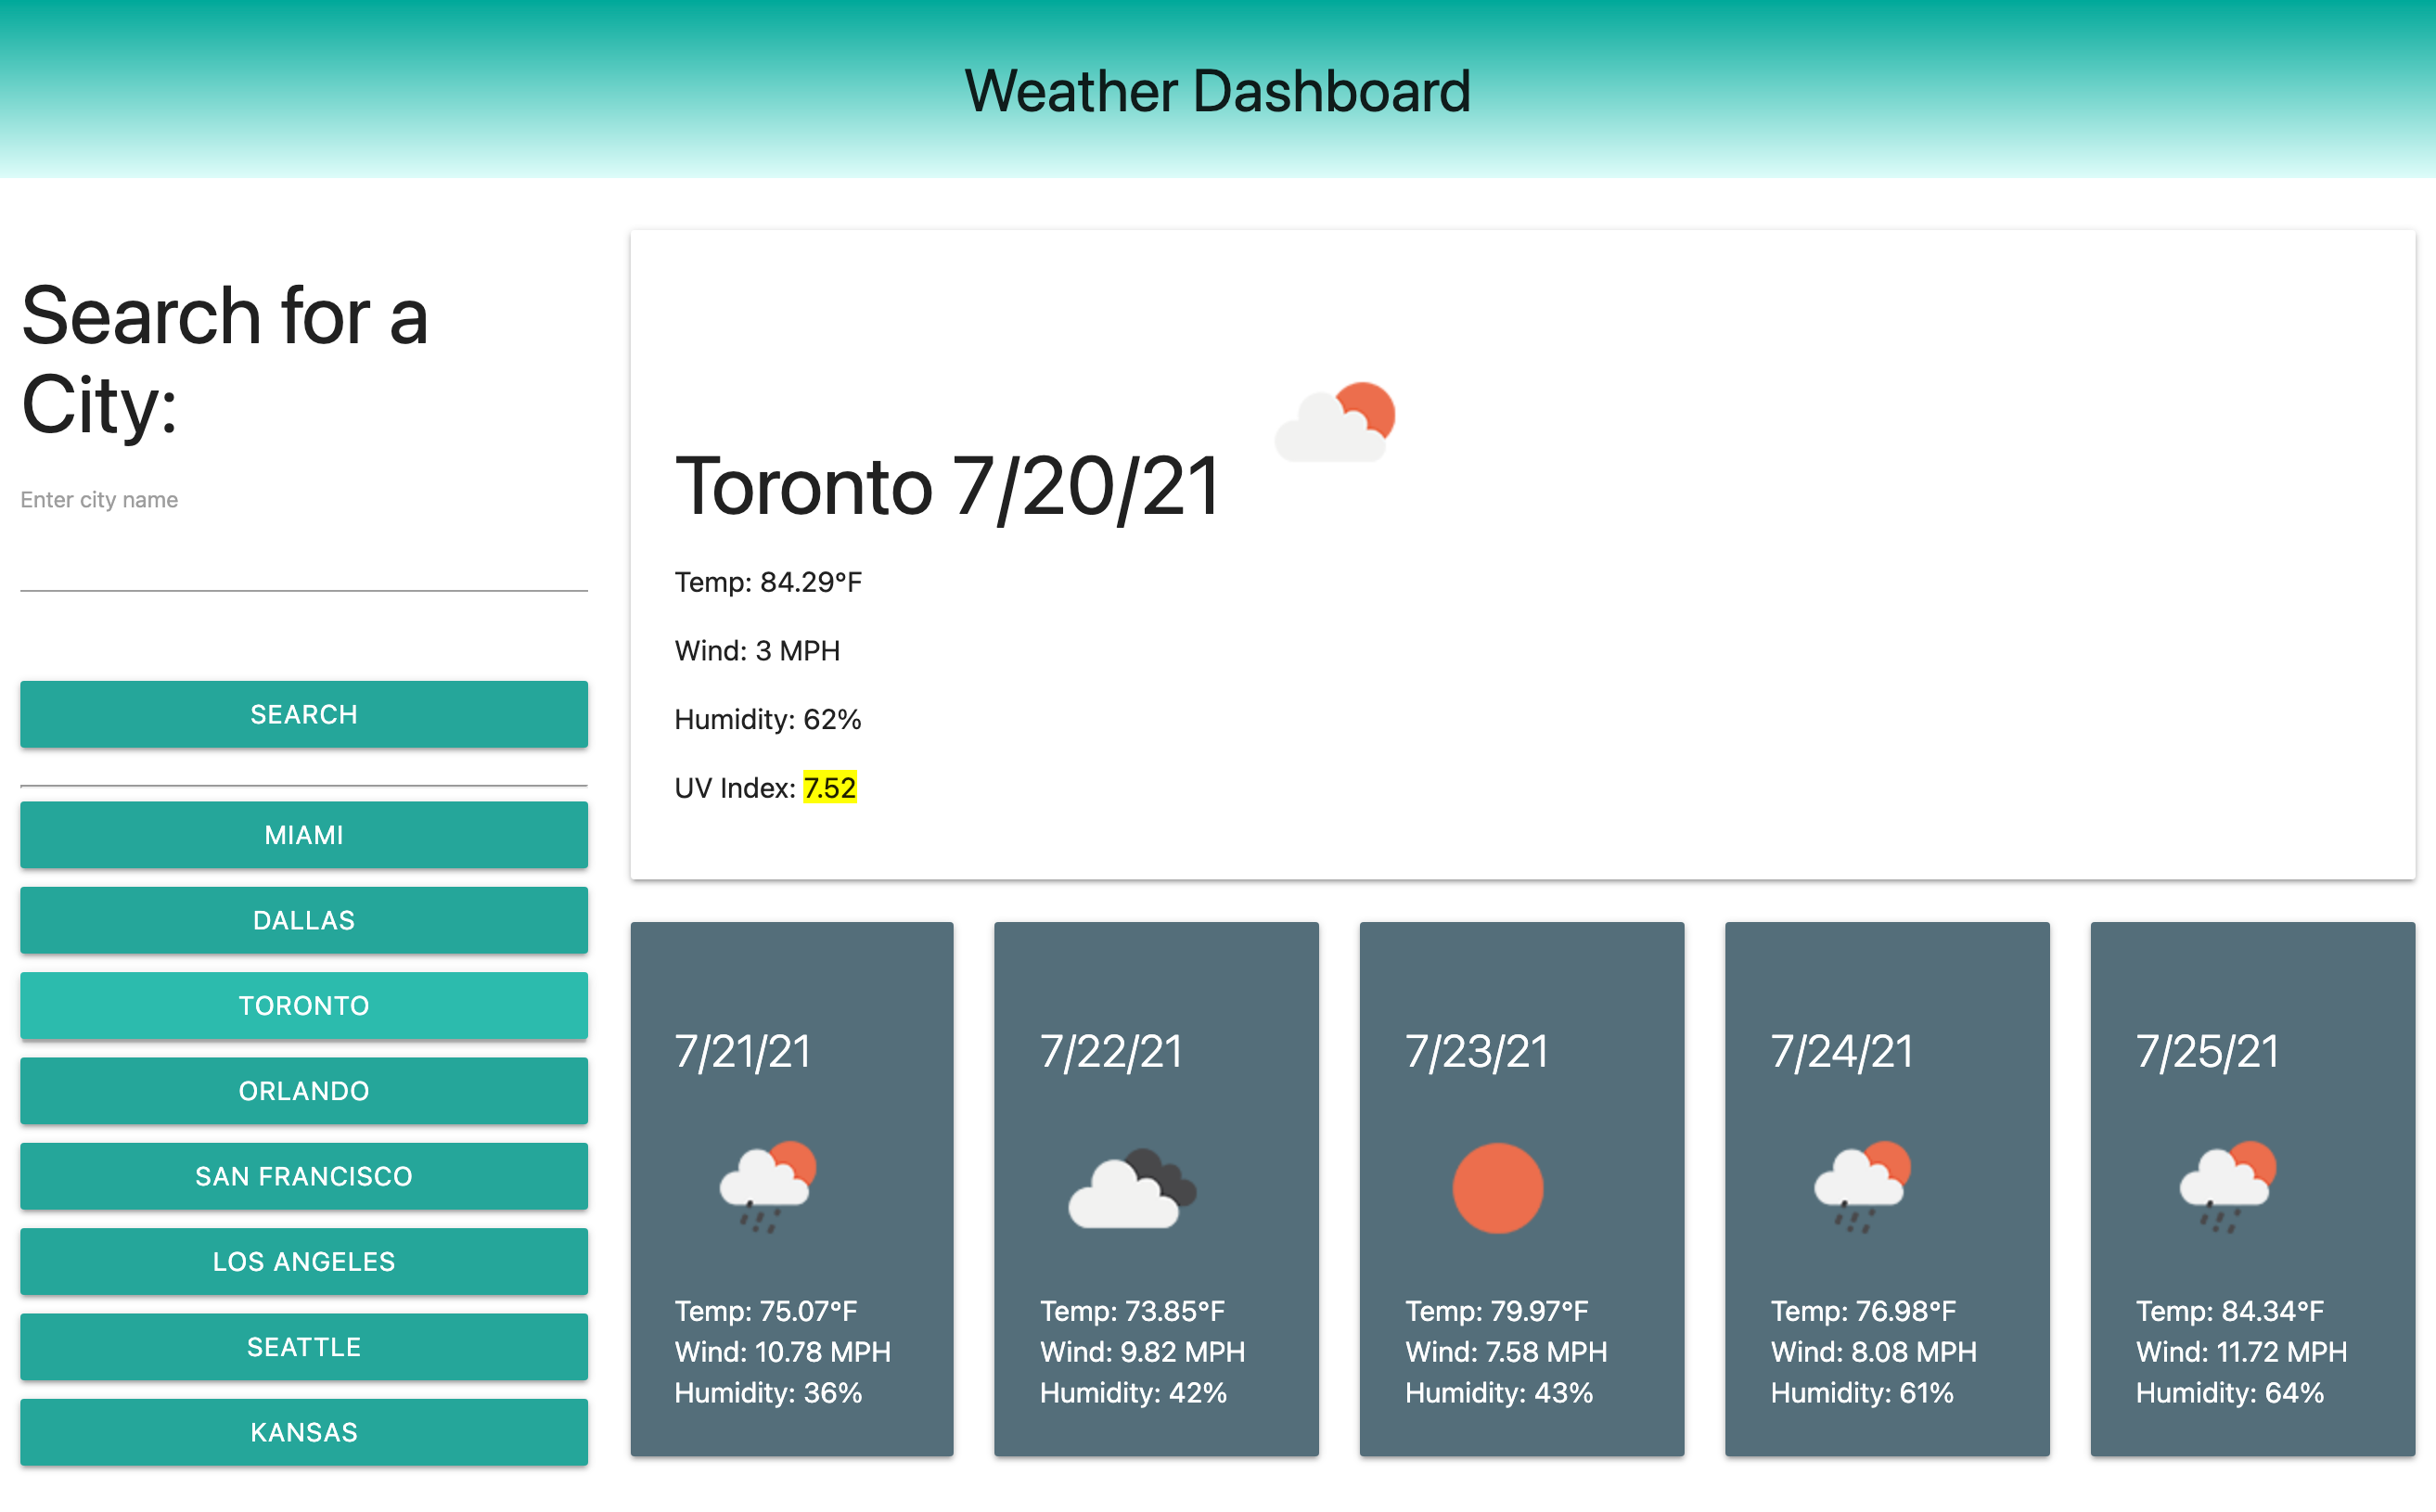 Weather Dashboard
Search for a
City:
Enter city name
SEARCH
MIAMI
DALLAS
TORONTO
ORLANDO
SAN FRANCISCO
LOS ANGELES
SEATTLE
KANSAS
Toronto 7/20/21
Temp: 84.29°F
Wind: 3 MPH
Humidity: 62%
UV Index: 7.52
7/21/21
Temp: 75.07°F
Wind: 10.78 MPH
Humidity: 36%
7/22/21
Temp: 73.85°F
Wind: 9.82 MPH
Humidity: 42%
7/23/21
Temp: 79.97°F
Wind: 7.58 MPH
Humidity: 43%
7/24/21
Temp: 76.98°F
Wind: 8.08 MPH
Humidity: 61%
7/25/21
Temp: 84.34°F
Wind: 11.72 MPH
Humidity: 64%